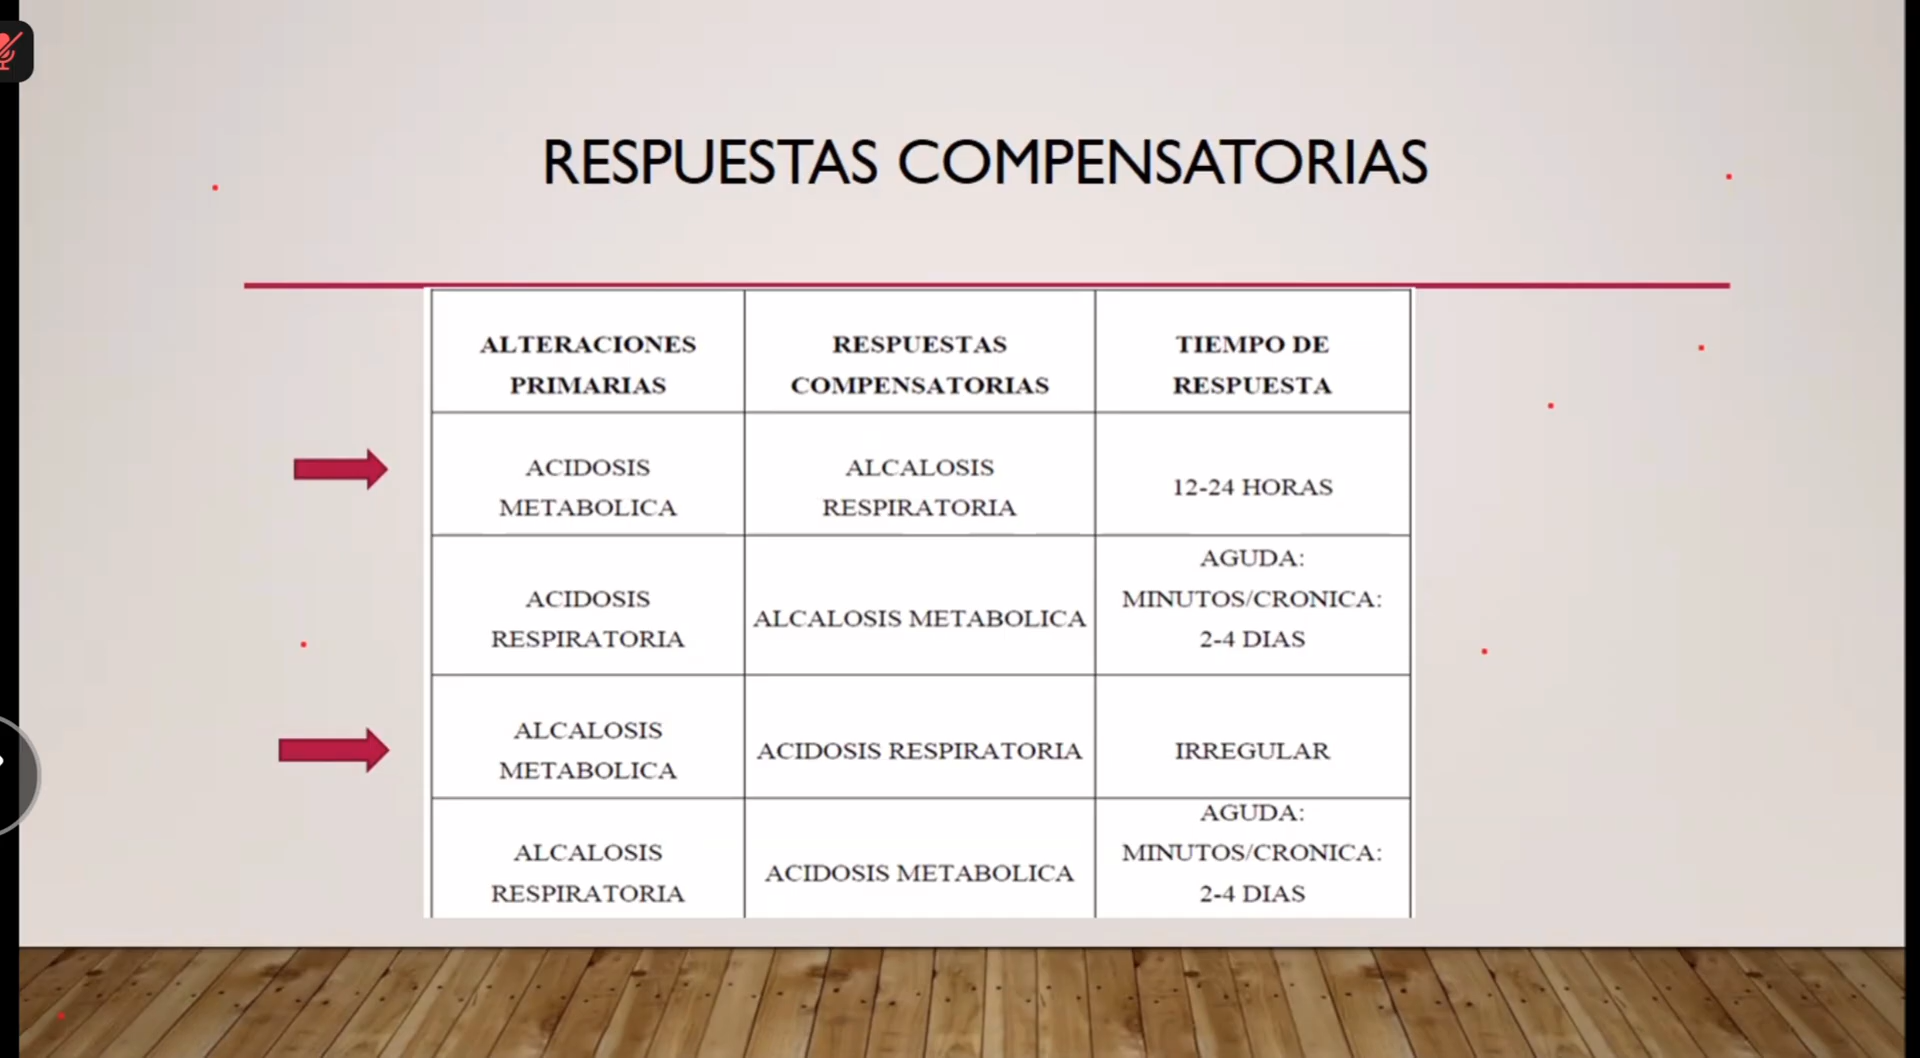 RESPUESTAS COMPENSATORIAS
ALTERACIONES
PRIMARIAS
RESPUESTAS
COMPENSATORIAS
TIEMPO DE
RESPUESTA
ACIDOSIS
METABOLICA
ALCALOSIS
RESPIRATORIA
12-24 HORAS
ACIDOSIS
RESPIRATORIA
ALCALOSIS METABOLICA
AGUDA:
MINUTOS/CRONICA:
2-4 DIAS
ALCALOSIS
METABOLICA
ACIDOSIS RESPIRATORIA
IRREGULAR
ALCALOSIS
RESPIRATORIA
ACIDOSIS METABOLICA
AGUDA:
MINUTOS/CRONICA:
2-4 DIAS